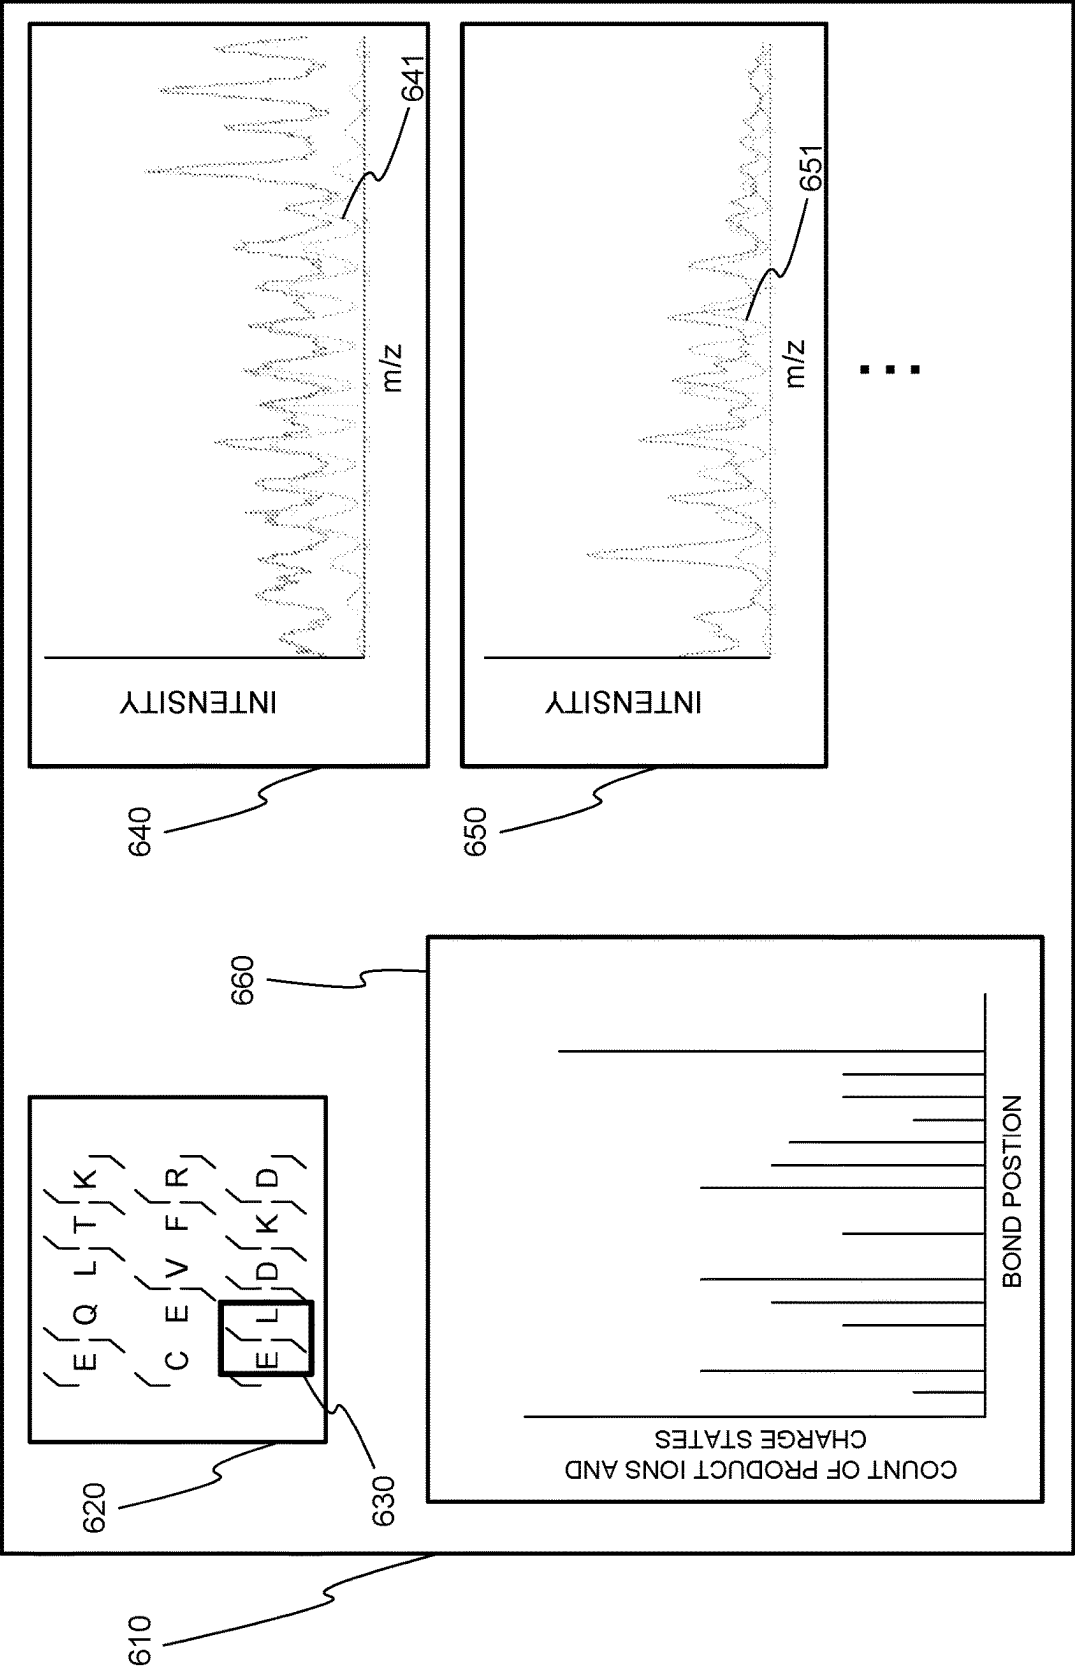 610
620
E Q L T K
C E V F R
E L D K D
630
660
COUNT OF PRODUCT IONS AND
CHARGE STATES
BOND POSTION
640
INTENSITY
m/z
641
650
INTENSITY
m/z
651